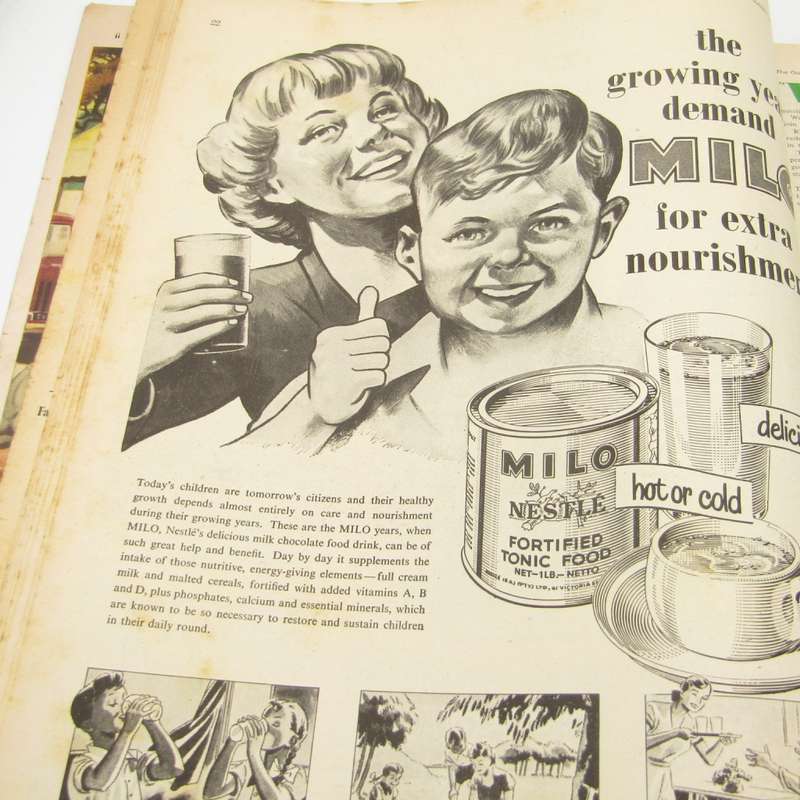 22
the
growing
demand
MILO
for extra
nourishment
MILO
NESTLÉ
FORTIFIED
TONIC FOOD
NET-1LB.-NETTO
hot or cold
Today's children are tomorrow's citizens and their healthy
growth depends almost entirely on care and nourishment
during their growing years. These are the MILO years, when
MILO, Nestlé's delicious milk chocolate food drink, can be of
such great help and benefit. Day by day it supplements the
intake of those nutritive, energy-giving elements—full cream
milk and malted cereals, fortified with added vitamins A, B
and D, plus phosphates, calcium and essential minerals, which
are known to be so necessary to restore and sustain children
in their daily round.